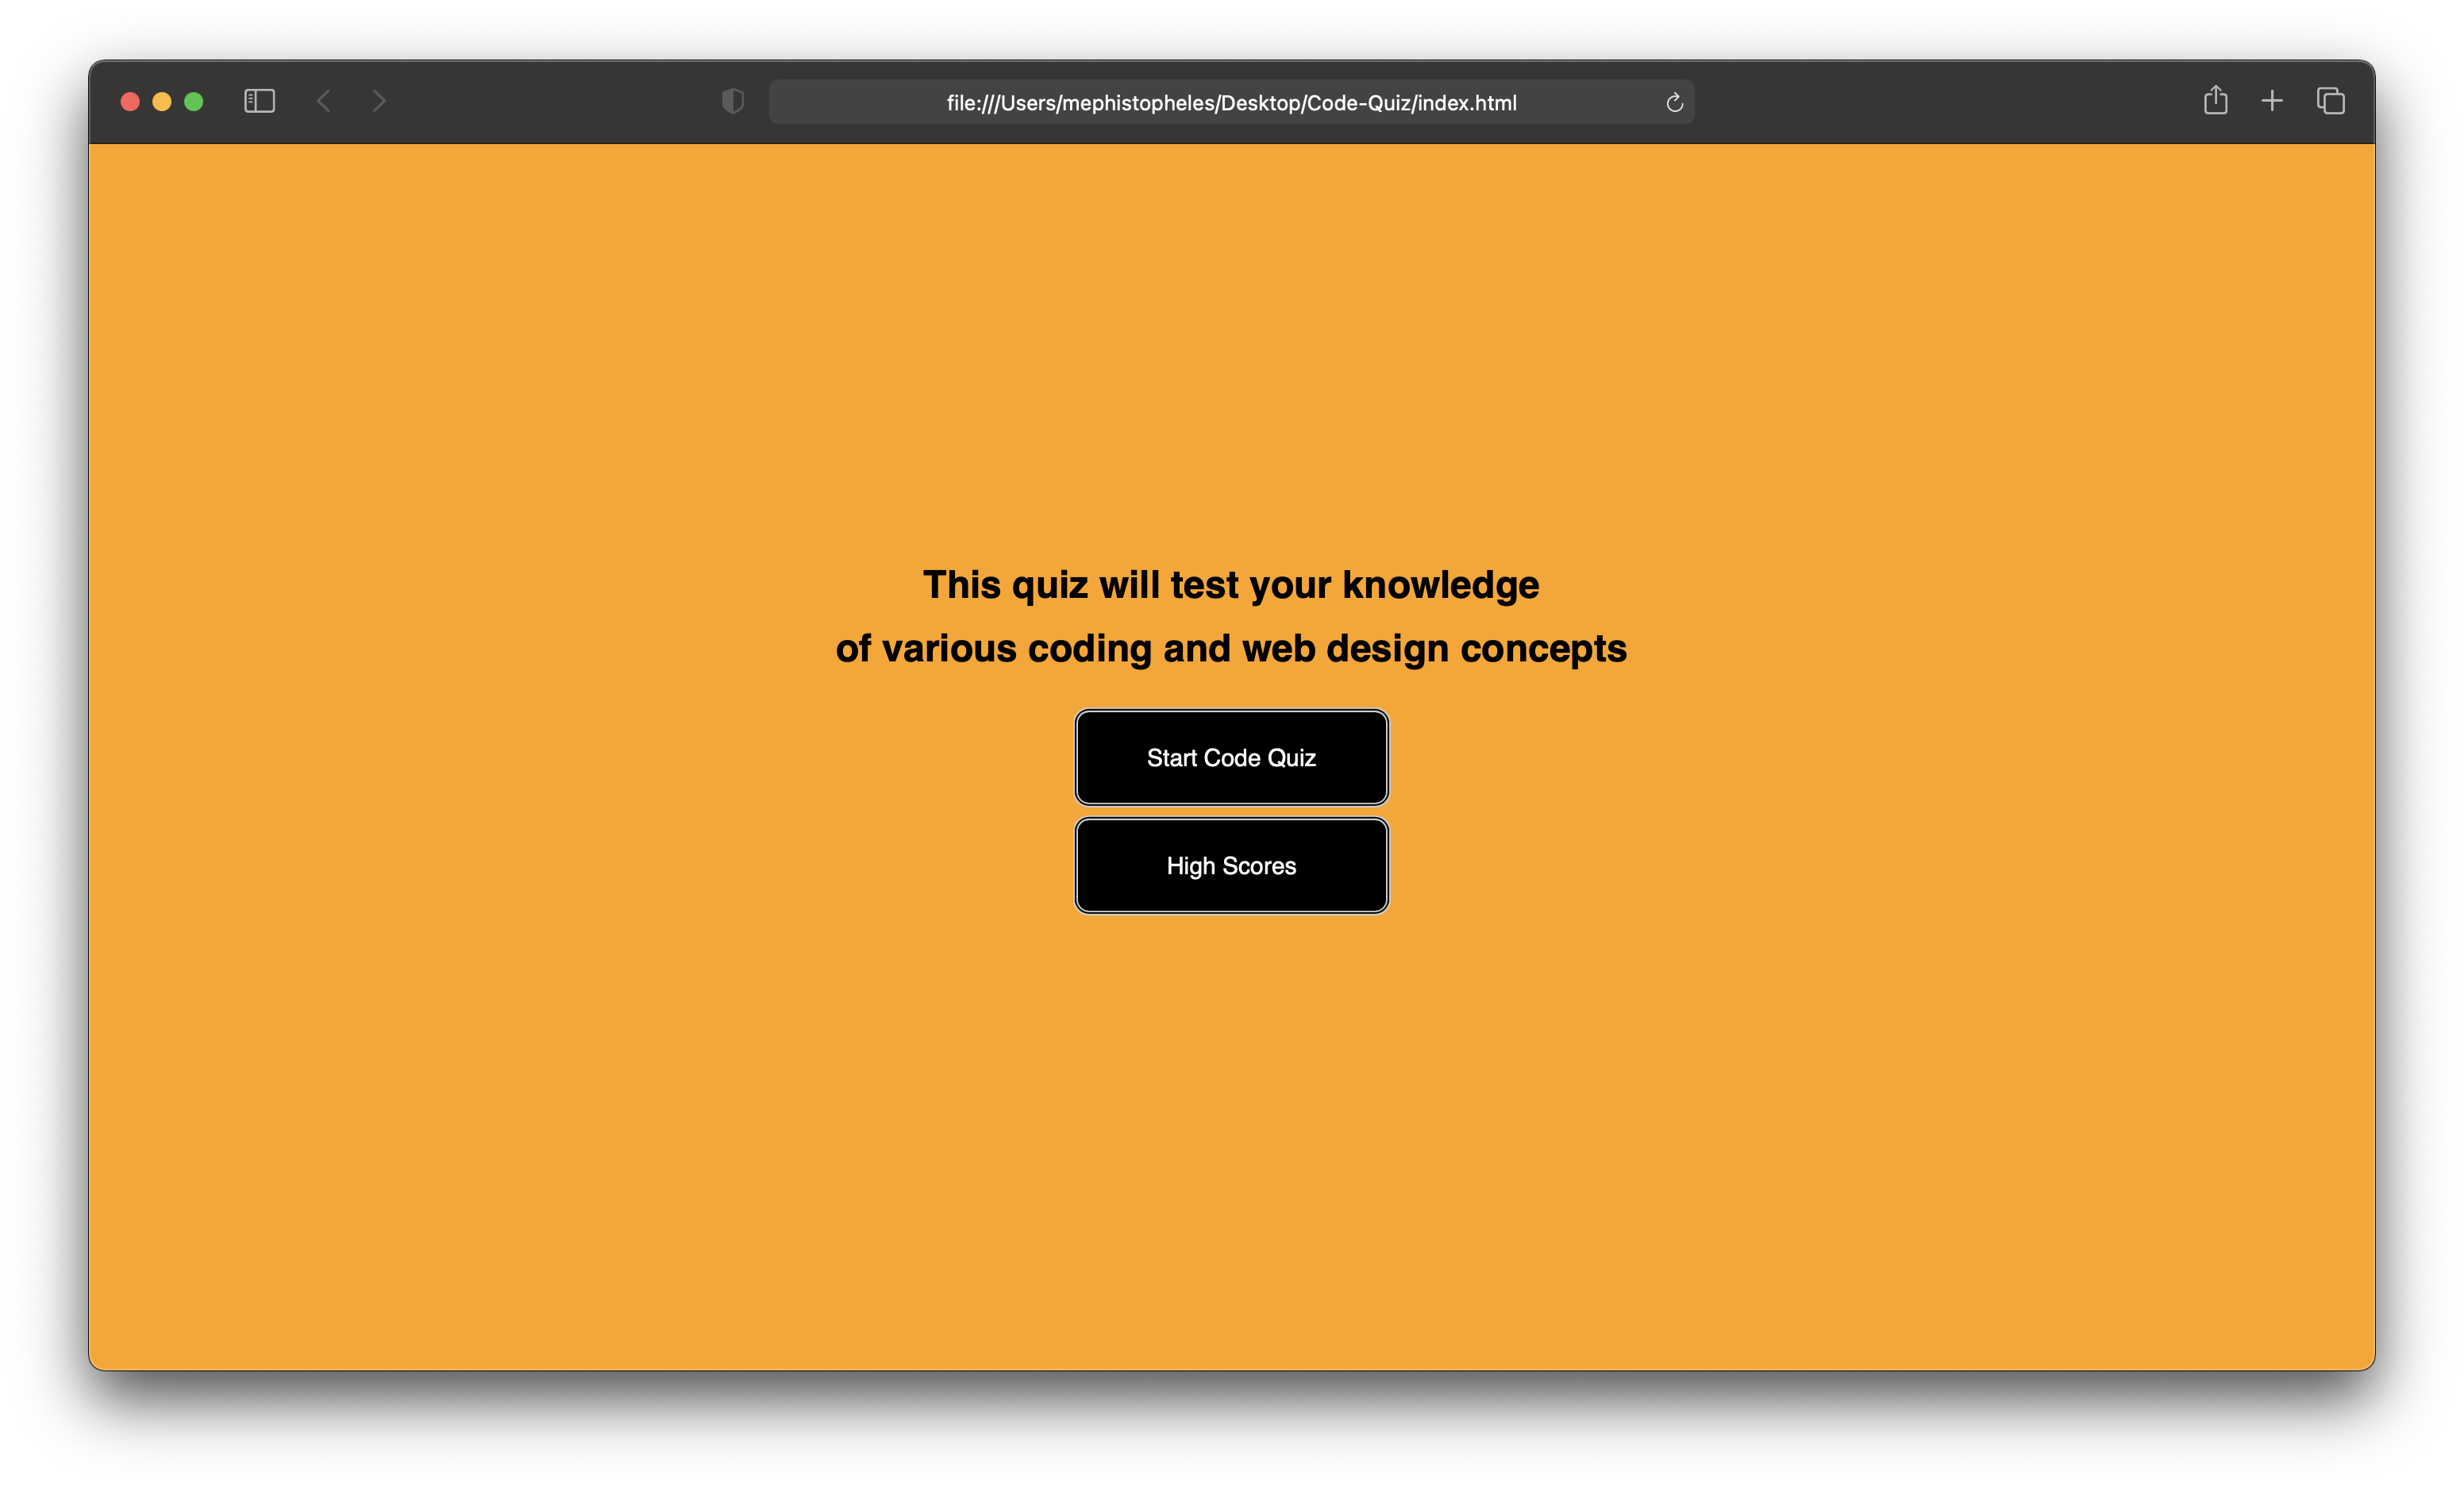 file:///Users/mephistopheles/Desktop/Code-Quiz/index.html
This quiz will test your knowledge
of various coding and web design concepts
Start Code Quiz
High Scores